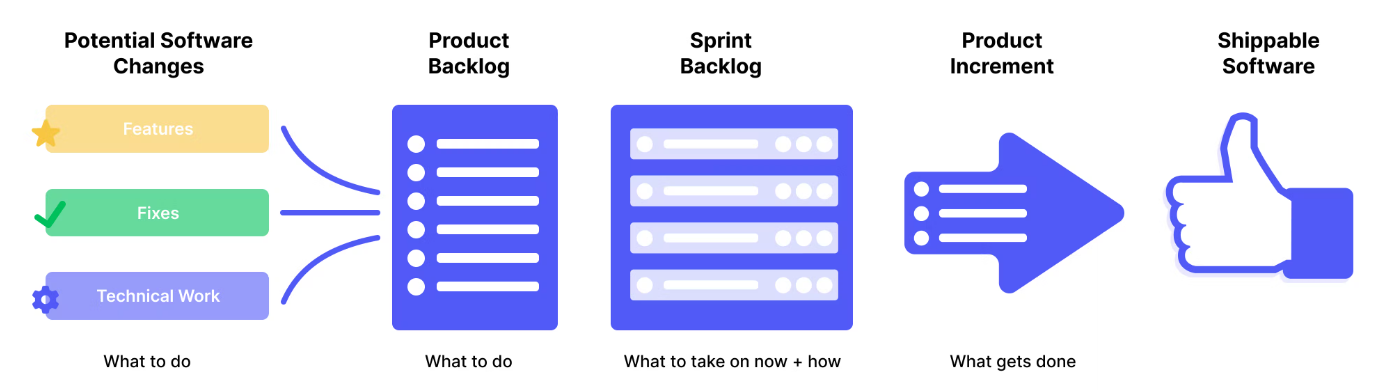 Potential Software
Changes
Product
Backlog
Sprint
Backlog
Product
Increment
Shippable
Software
Features
Fixes
Technical Work
What to do
What to do
What to take on now + how
What gets done